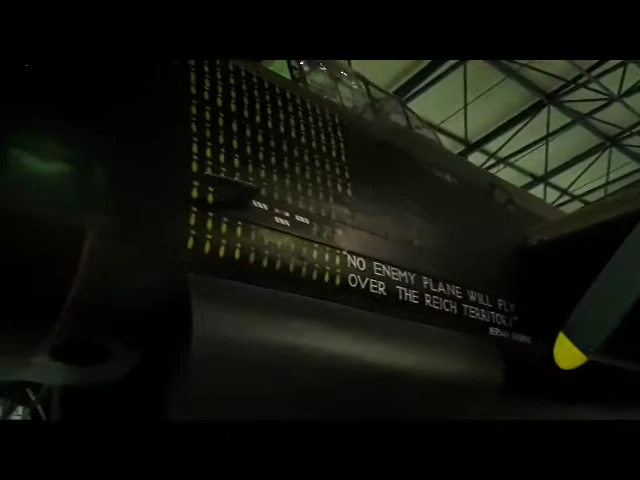 NO ENEMY PLANE WILL FLY
OVER THE REICH TERRITORY"